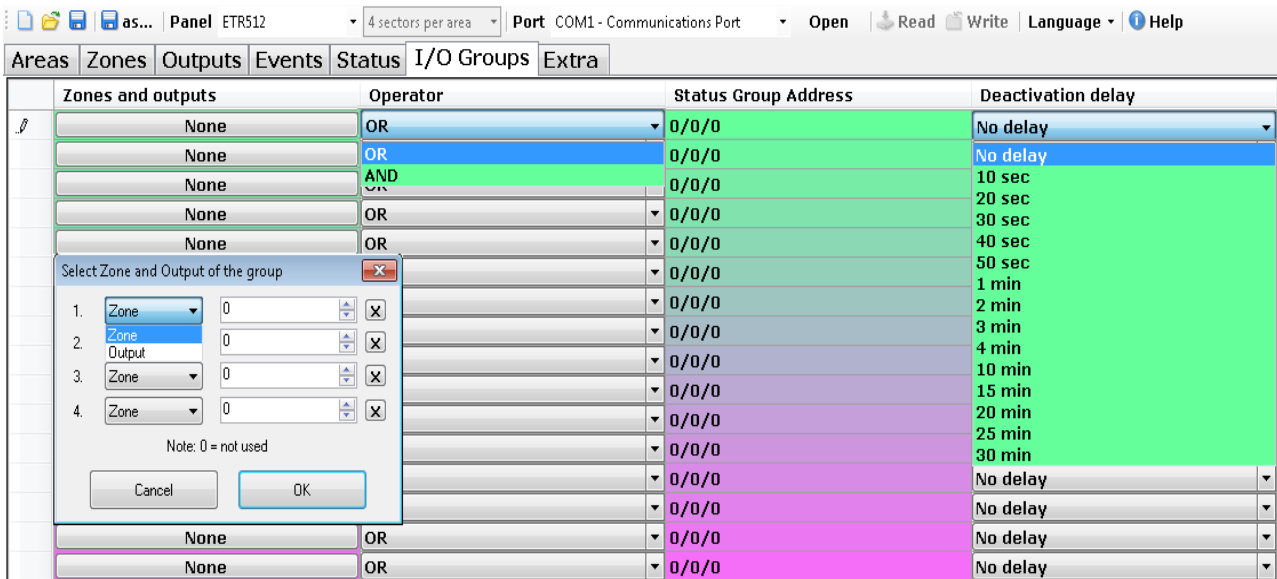 as... Panel ETR512 4 sectors per area Port COM1 - Communications Port Open Read Write Language Help
Areas Zones Outputs Events Status I/O Groups Extra
Zones and outputs Operator Status Group Address Deactivation delay
None OR 0/0/0 No delay
None OR 0/0/0 No delay
AND 10 sec
None 0/0/0 20 sec
None OR 0/0/0 30 sec
None OR 0/0/0 40 sec
50 sec
Select Zone and Output of the group X 0/0/0 1 min
1. Zone 0 X 0/0/0 2 min
Zone 0/0/0 3 min
2. 0 X
Output 0/0/0 4 min
3. Zone 0 X 10 min
0/0/0 15 min
4. Zone 0 X 0/0/0 20 min
25 min
Note: 0 = not used 0/0/0 30 min
0/0/0 No delay
Cancel OK
0/0/0 No delay
None OR 0/0/0 No delay
None OR 0/0/0 No delay